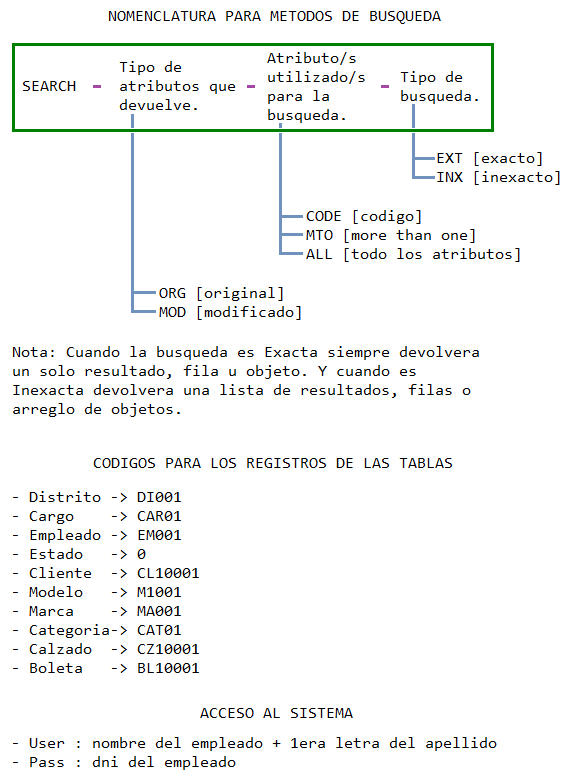 NOMENCLATURA PARA METODOS DE BUSQUEDA
SEARCH - Tipo de atributos que devuelve. - Atributo/s utilizado/s para la busqueda. - Tipo de busqueda.
EXT [exacto]
INX [inexacto]
CODE [codigo]
MTO [more than one]
ALL [todo los atributos]
ORG [original]
MOD [modificado]
Nota: Cuando la busqueda es Exacta siempre devolvera
un solo resultado, fila u objeto. Y cuando es
Inexacta devolvera una lista de resultados, filas o
arreglo de objetos.
CODIGOS PARA LOS REGISTROS DE LAS TABLAS
- Distrito -> DI001
- Cargo -> CAR01
- Empleado -> EM001
- Estado -> 0
- Cliente -> CL10001
- Modelo -> M1001
- Marca -> MA001
- Categoria-> CAT01
- Calzado -> CZ10001
- Boleta -> BL10001
ACCESO AL SISTEMA
- User : nombre del empleado + 1era letra del apellido
- Pass : dni del empleado